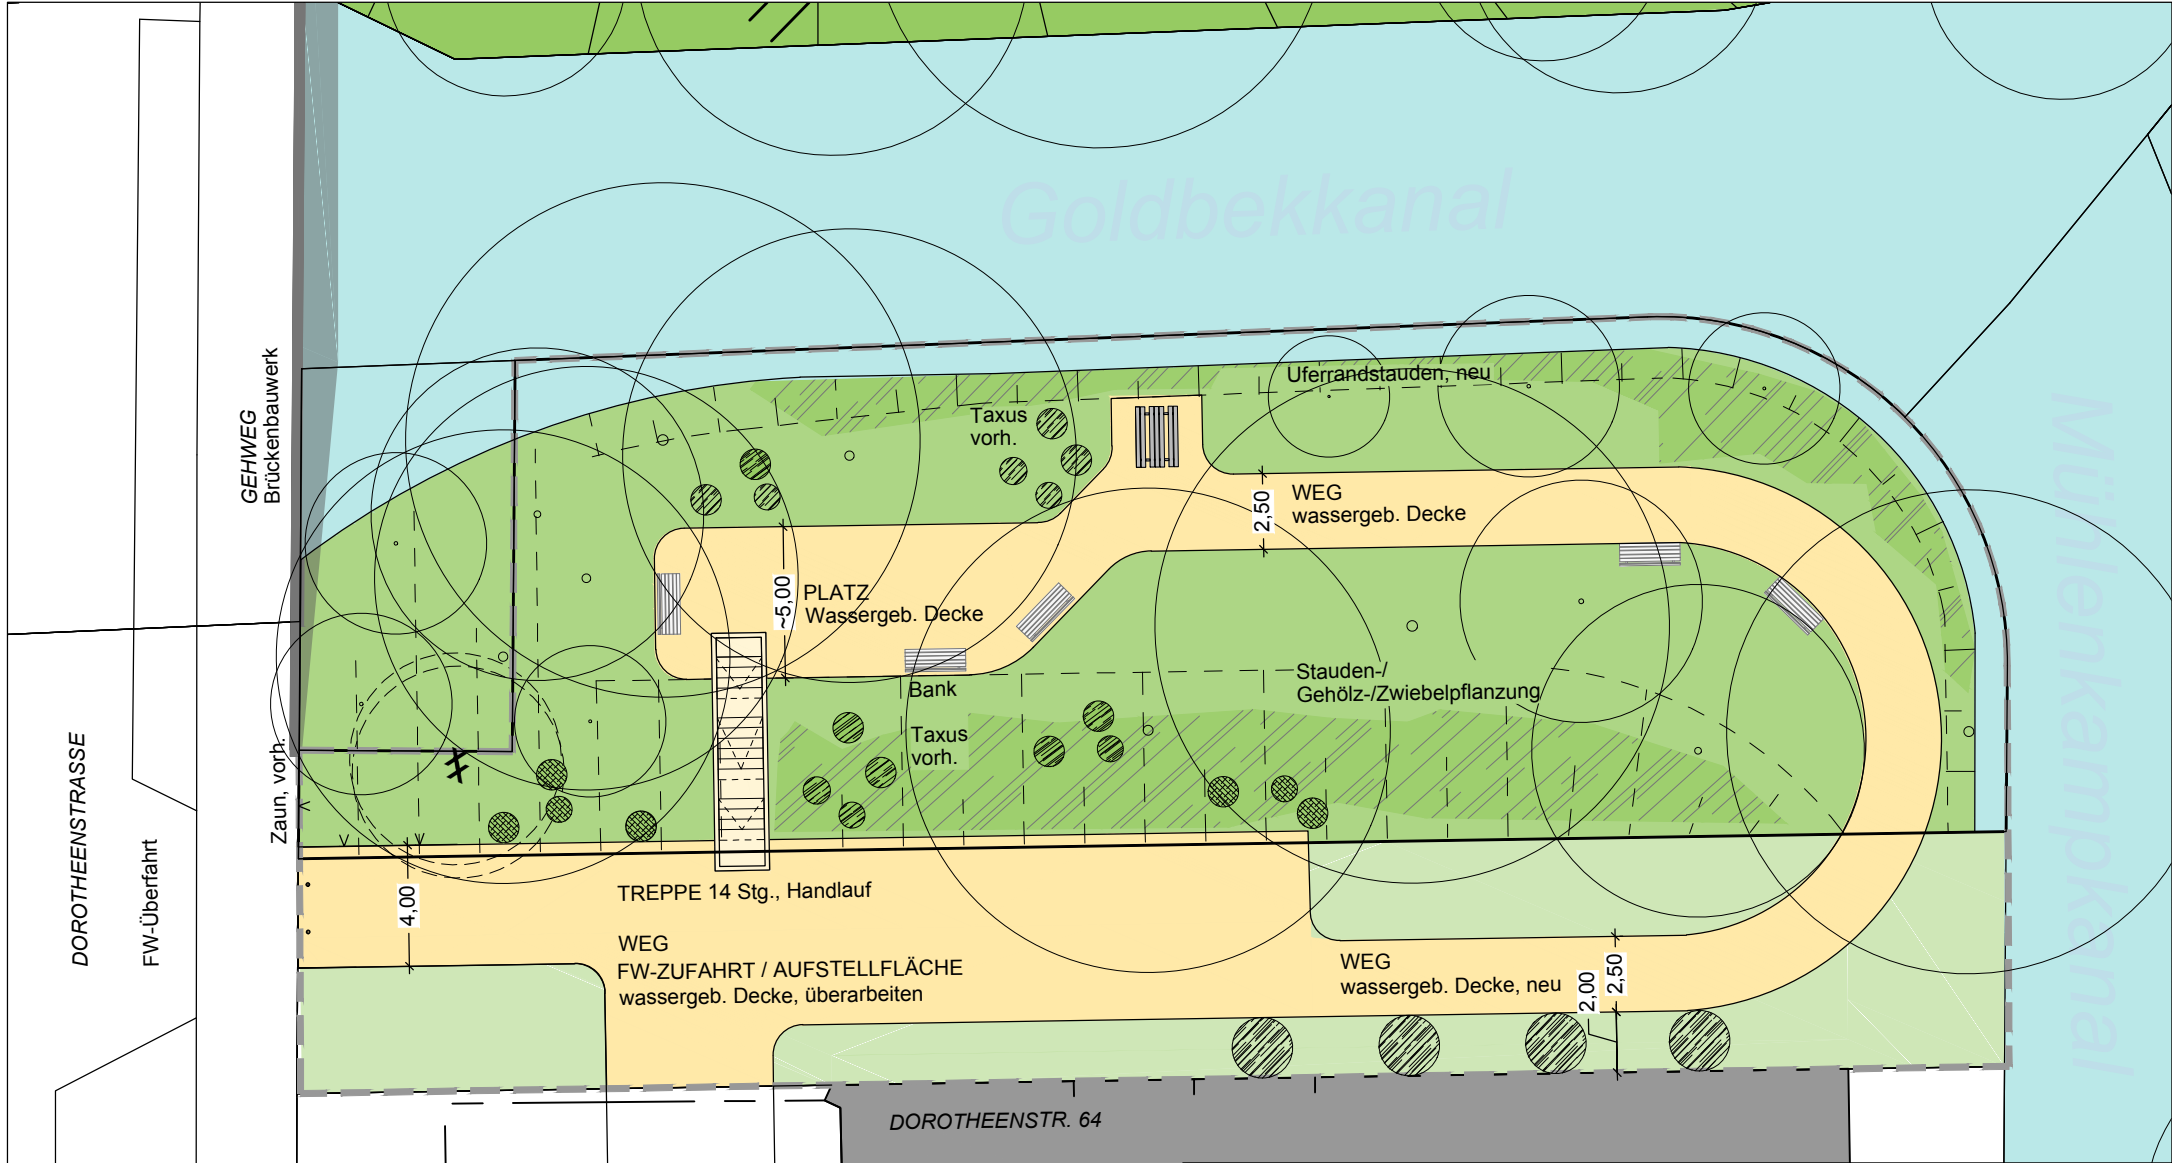 Goldbekkanal
Mühlenkampkanal
GEHWEG
Brückenbauwerk
Uferrandstauden, neu
Taxus
vorh.
WEG
wassergeb. Decke
2,50
~5,00
PLATZ
Wassergeb. Decke
Bank
Stauden-/
Gehölz-/Zwiebelpflanzung
Taxus
vorh.
Zaun, vorh.
DOROTHEENSTRASSE
FW-Überfahrt
4,00
TREPPE 14 Stg., Handlauf
WEG
FW-ZUFAHRT / AUFSTELLFLÄCHE
wassergeb. Decke, überarbeiten
WEG
wassergeb. Decke, neu
2,00
2,50
DOROTHEENSTR. 64